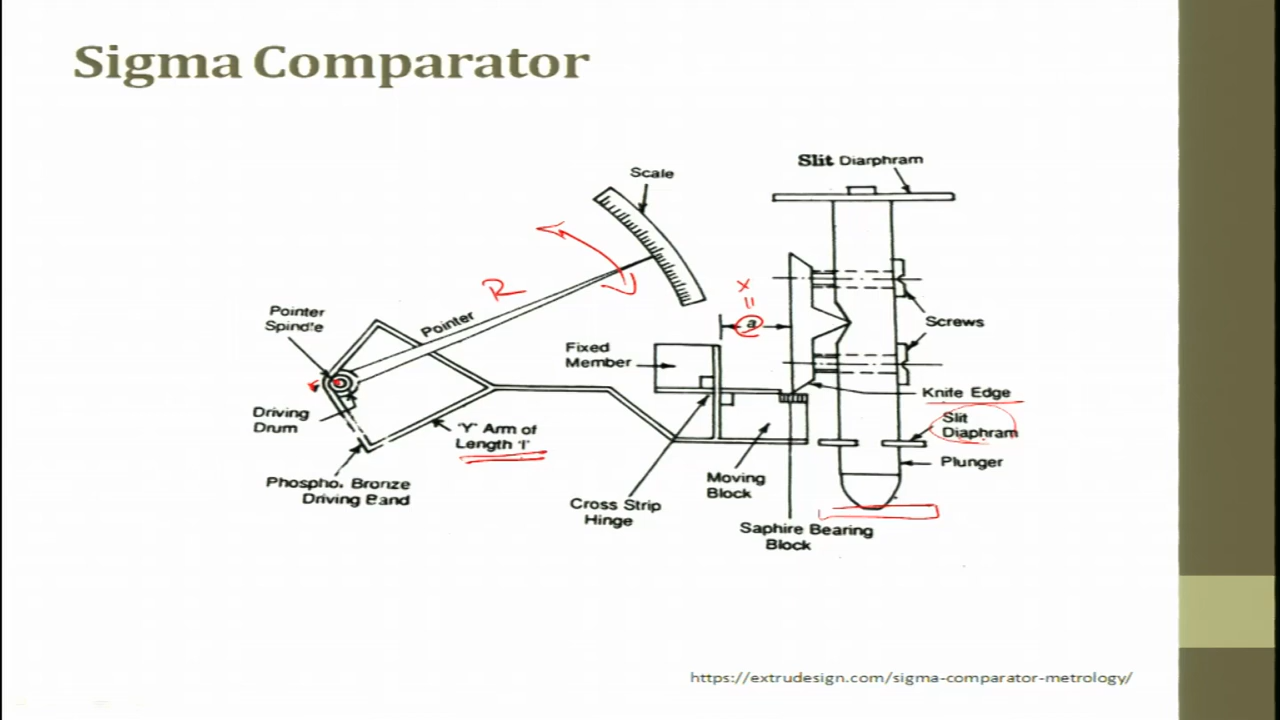 Sigma Comparator
Slit Diarphram
Scale
R
x
=
a
Pointer
Spindle
Pointer
Fixed
Member
Screws
Knife Edge
Driving
Drum
'Y' Arm of
Length 'l'
Slit
Diaphram
Plunger
Phospho. Bronze
Driving Band
Moving
Block
Cross Strip
Hinge
Saphire Bearing
Block
https://extrudesign.com/sigma-comparator-metrology/